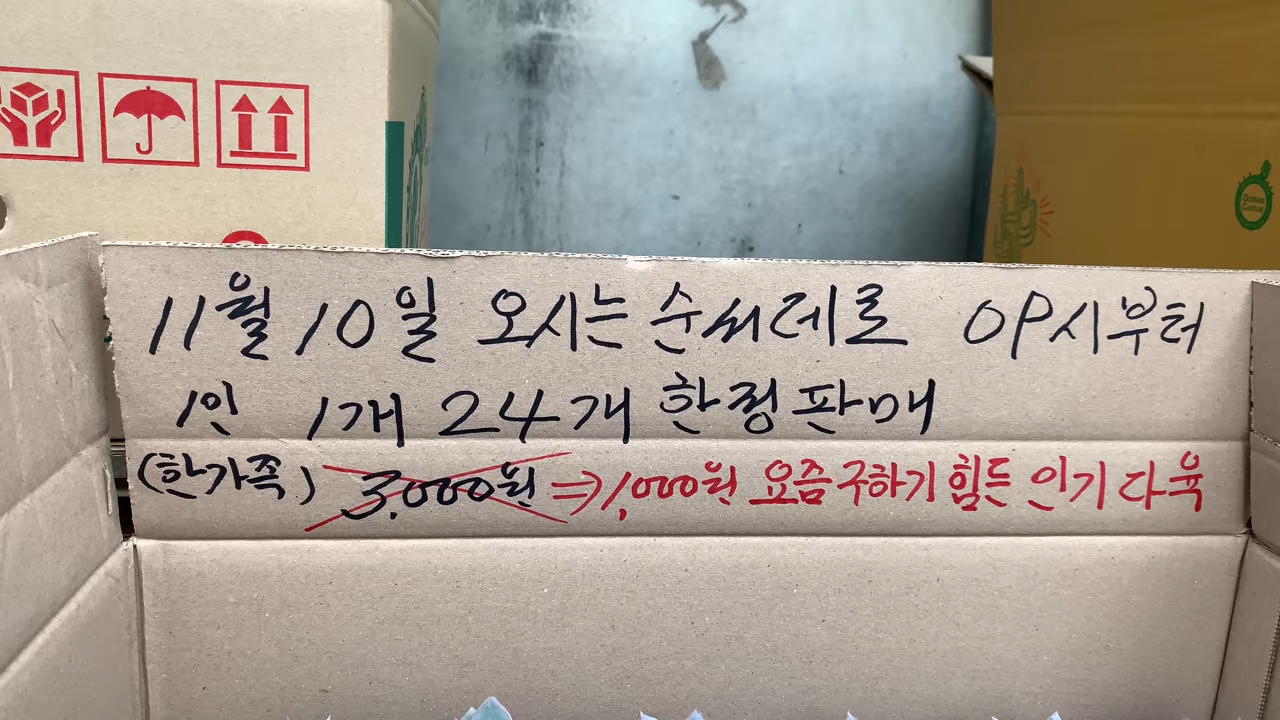 11월 10일 오시는 순서데로 09시부터
1인 1개 24개 한정판매
(한가족) 3,000원 ⇒ 1,000원 요즘 구하기 힘든 인기 다육